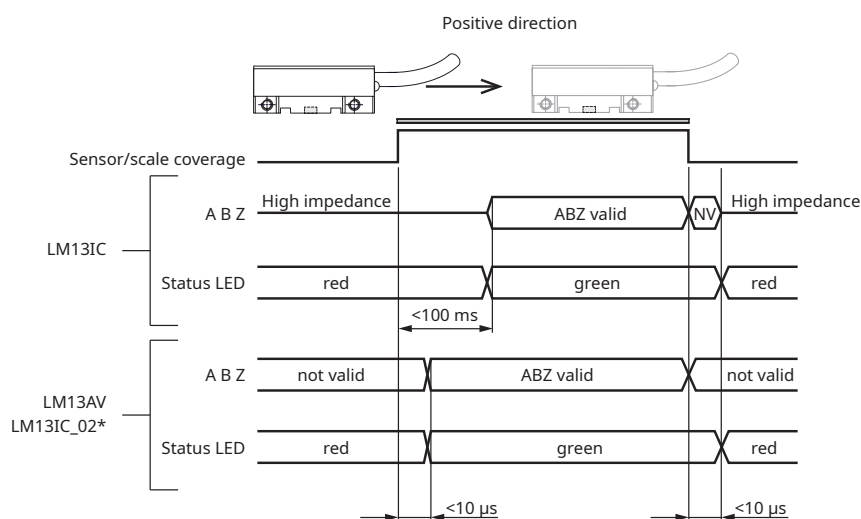 Positive direction
Sensor/scale coverage
High impedance
High impedance
A B Z
ABZ valid
NV
LM13IC
Status LED
red
green
red
<100 ms
A B Z
not valid
ABZ valid
not valid
LM13AV
LM13IC_02*
Status LED
red
green
red
<10 µs
<10 µs